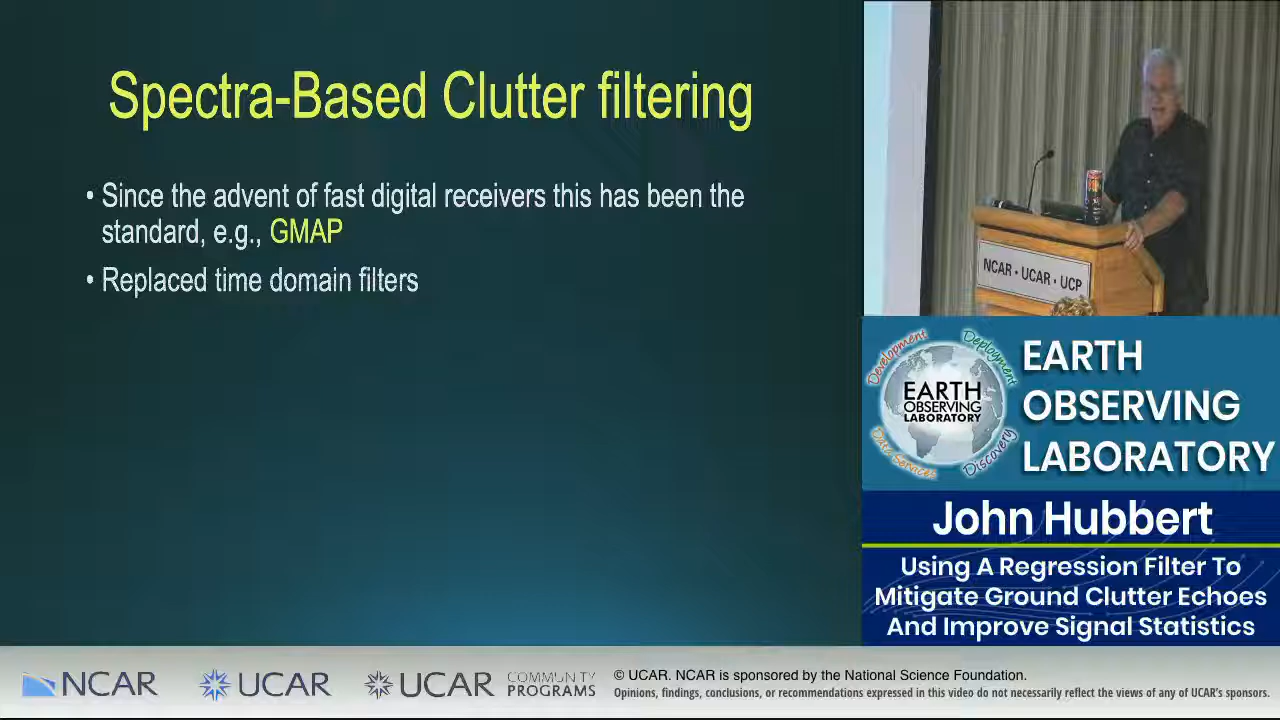 Spectra-Based Clutter filtering
• Since the advent of fast digital receivers this has been the
standard, e.g., GMAP
• Replaced time domain filters
NCAR • UCAR • UCP
Development
Deployment
EARTH
OBSERVING
LABORATORY
Data Services
Discovery
EARTH
OBSERVING
LABORATORY
John Hubbert
Using A Regression Filter To
Mitigate Ground Clutter Echoes
And Improve Signal Statistics
NCAR
UCAR
UCAR
COMMUNITY
PROGRAMS
© UCAR. NCAR is sponsored by the National Science Foundation.
Opinions, findings, conclusions, or recommendations expressed in this video do not necessarily reflect the views of any of UCAR's sponsors.